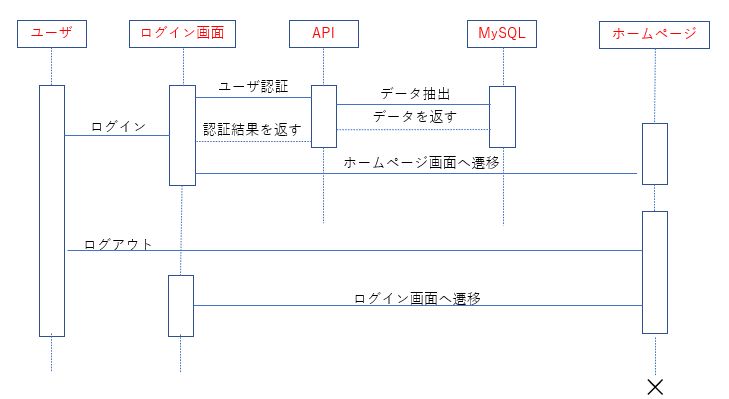 ユーザ
ログイン画面
API
MySQL
ホームページ
ユーザ認証
データ抽出
データを返す
ログイン
認証結果を返す
ホームページ画面へ遷移
ログアウト
ログイン画面へ遷移